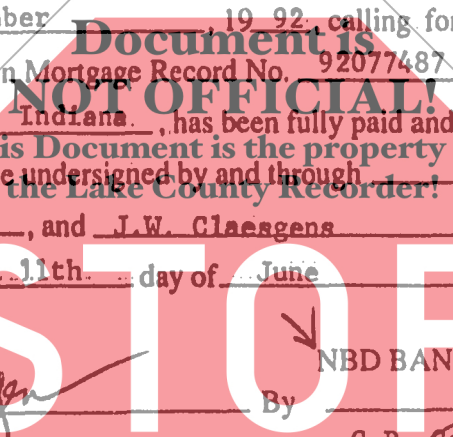 ber , 19 92, calling for
Document is
n Mortgage Record No. 92077487
NOT OFFICIAL!
Indiana , has been fully paid and
is Document is the property
e undersigned by and through
the Lake County Recorder!
, and J.W. Claesgens
11th day of June
STOP
NBD BAN
By